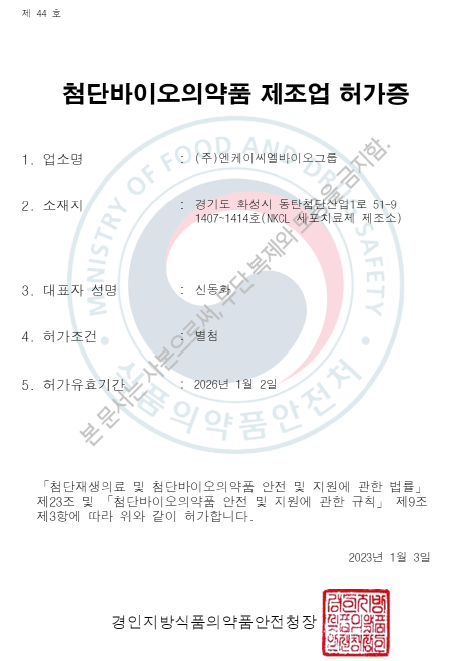 제 44 호
첨단바이오의약품 제조업 허가증
1. 업소명 : (주)엔케이씨엘바이오그룹
2. 소재지 : 경기도 화성시 동탄첨단산업1로 51-9
1407~1414호(NKCL 세포치료제 제조소)
3. 대표자 성명 : 신동화
4. 허가조건 : 별첨
5. 허가유효기간 : 2026년 1월 2일
MINISTRY OF FOOD AND DRUG SAFETY
식품의약품안전처
본 문서는 사본으로써, 무단 복제와 도용을 금지함.
「첨단재생의료 및 첨단바이오의약품 안전 및 지원에 관한 법률」
제23조 및 「첨단바이오의약품 안전 및 지원에 관한 규칙」 제9조
제3항에 따라 위와 같이 허가합니다.
2023년 1월 3일
경인지방식품의약품안전청장